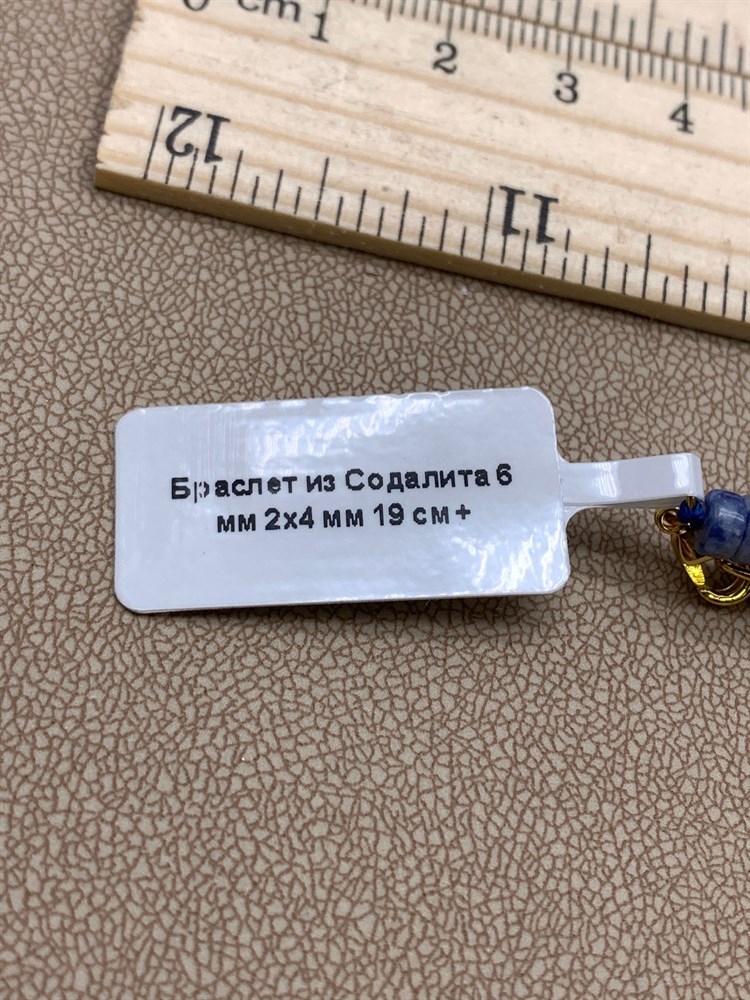 0 cm 1 2 3 4
12 11
Браслет из Содалита 6
мм 2х4 мм 19 см+